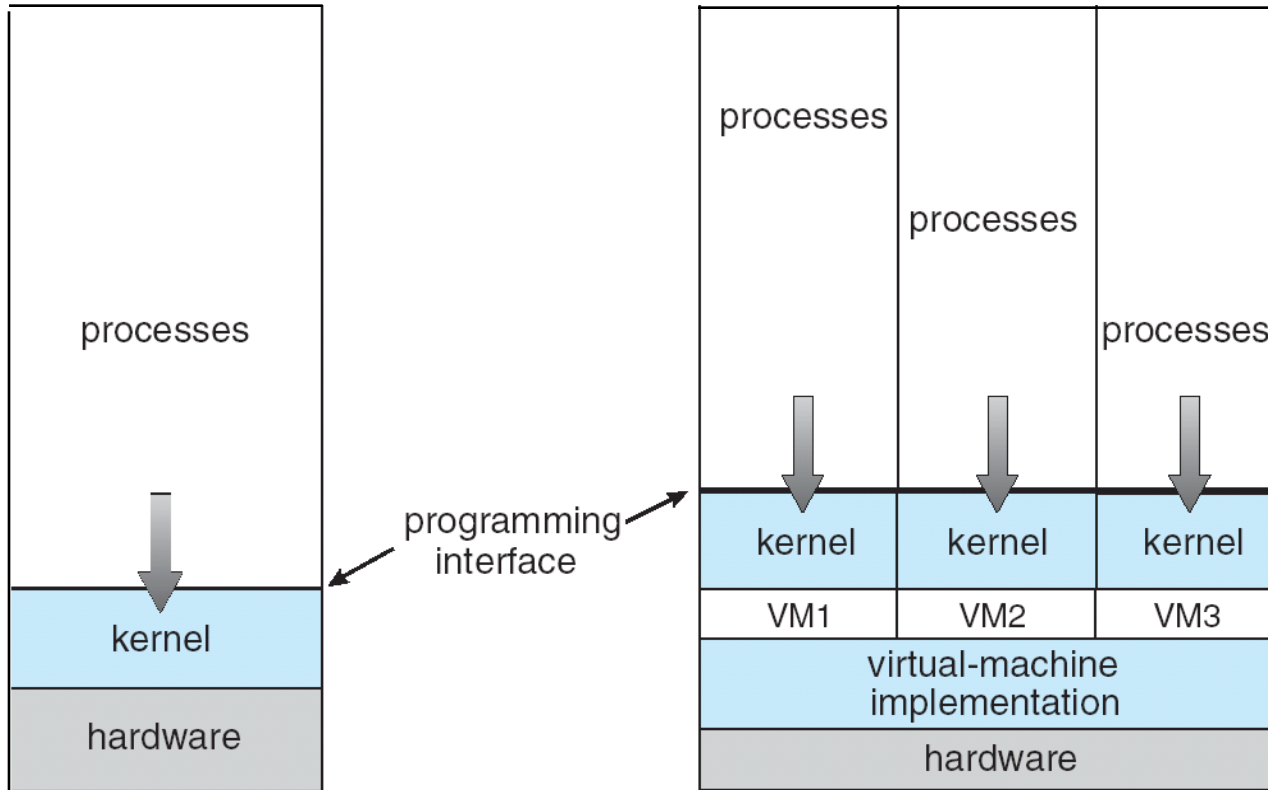 processes
kernel
hardware
programming
interface
processes
processes
processes
kernel
kernel
kernel
VM1
VM2
VM3
virtual-machine
implementation
hardware